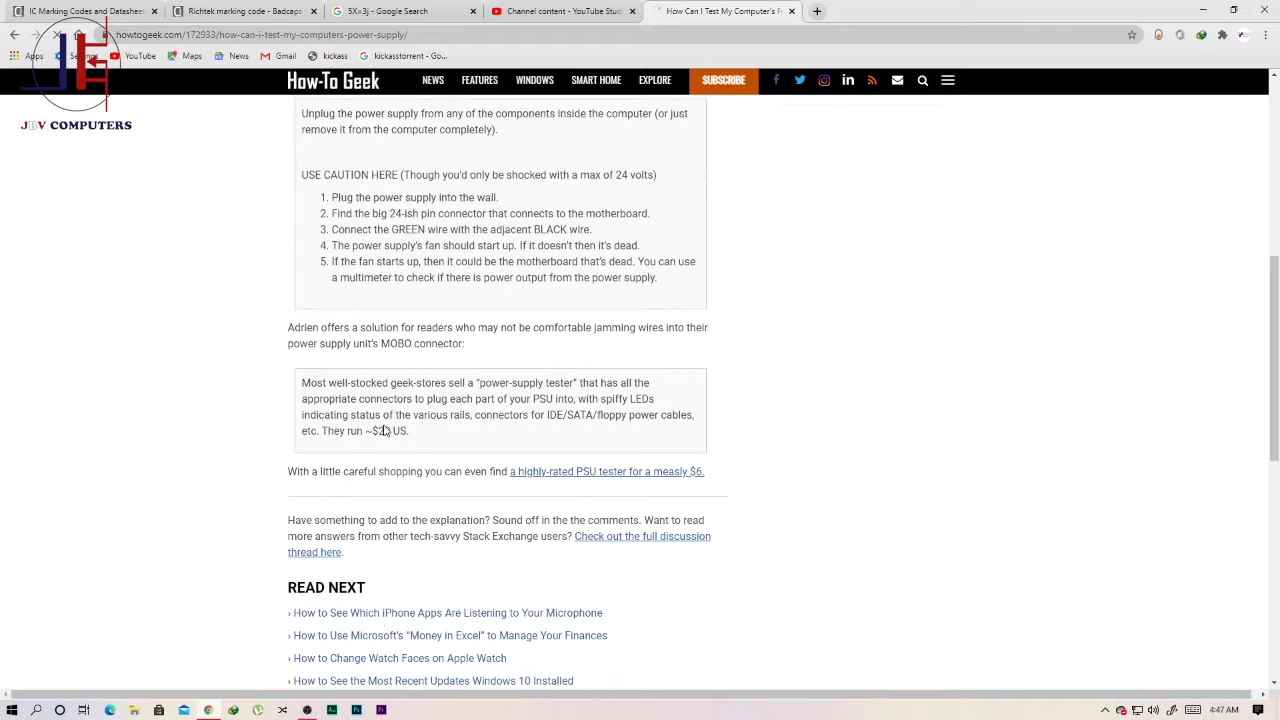 IC Marking Computer Parts |
power supply - Google Search
5vs3v3d - Google Search
(5) YouTube Studio
How Can I Test My Computer's P
howtogeek.com/172933/how-can-i-test-my-computers-power-supply/
Apps
Settings
YouTube
Maps
News
Gmail
kickass
kickasstorrent - Go...
JBV COMPUTERS
How-To Geek
NEWS
FEATURES
WINDOWS
SMART HOME
EXPLORE
SUBSCRIBE
Unplug the power supply from any of the components inside the computer (or just
remove it from the computer completely).
USE CAUTION HERE (Though you'd only be shocked with a max of 24 volts)
1. Plug the power supply into the wall.
2. Find the big 24-ish pin connector that connects to the motherboard.
3. Connect the GREEN wire with the adjacent BLACK wire.
4. The power supply's fan should start up. If it doesn't then it's dead.
5. If the fan starts up, then it could be the motherboard that's dead. You can use
a multimeter to check if there is power output from the power supply.
Adrien offers a solution for readers who may not be comfortable jamming wires into their
power supply unit's MOBO connector:
Most well-stocked geek-stores sell a "power-supply tester" that has all the
appropriate connectors to plug each part of your PSU into, with spiffy LEDs
indicating status of the various rails, connectors for IDE/SATA/floppy power cables,
etc. They run US.
With a little careful shopping you can even find a highly-rated PSU tester for a measly $6.
Have something to add to the explanation? Sound off in the the comments. Want to read
more answers from other tech-savvy Stack Exchange users? Check out the full discussion
thread here.
READ NEXT
› How to See Which iPhone Apps Are Listening to Your Microphone
› How to Use Microsoft's "Money in Excel" to Manage Your Finances
› How to Change Watch Faces on Apple Watch
› How to See the Most Recent Updates Windows 10 Installed
4:47 AM